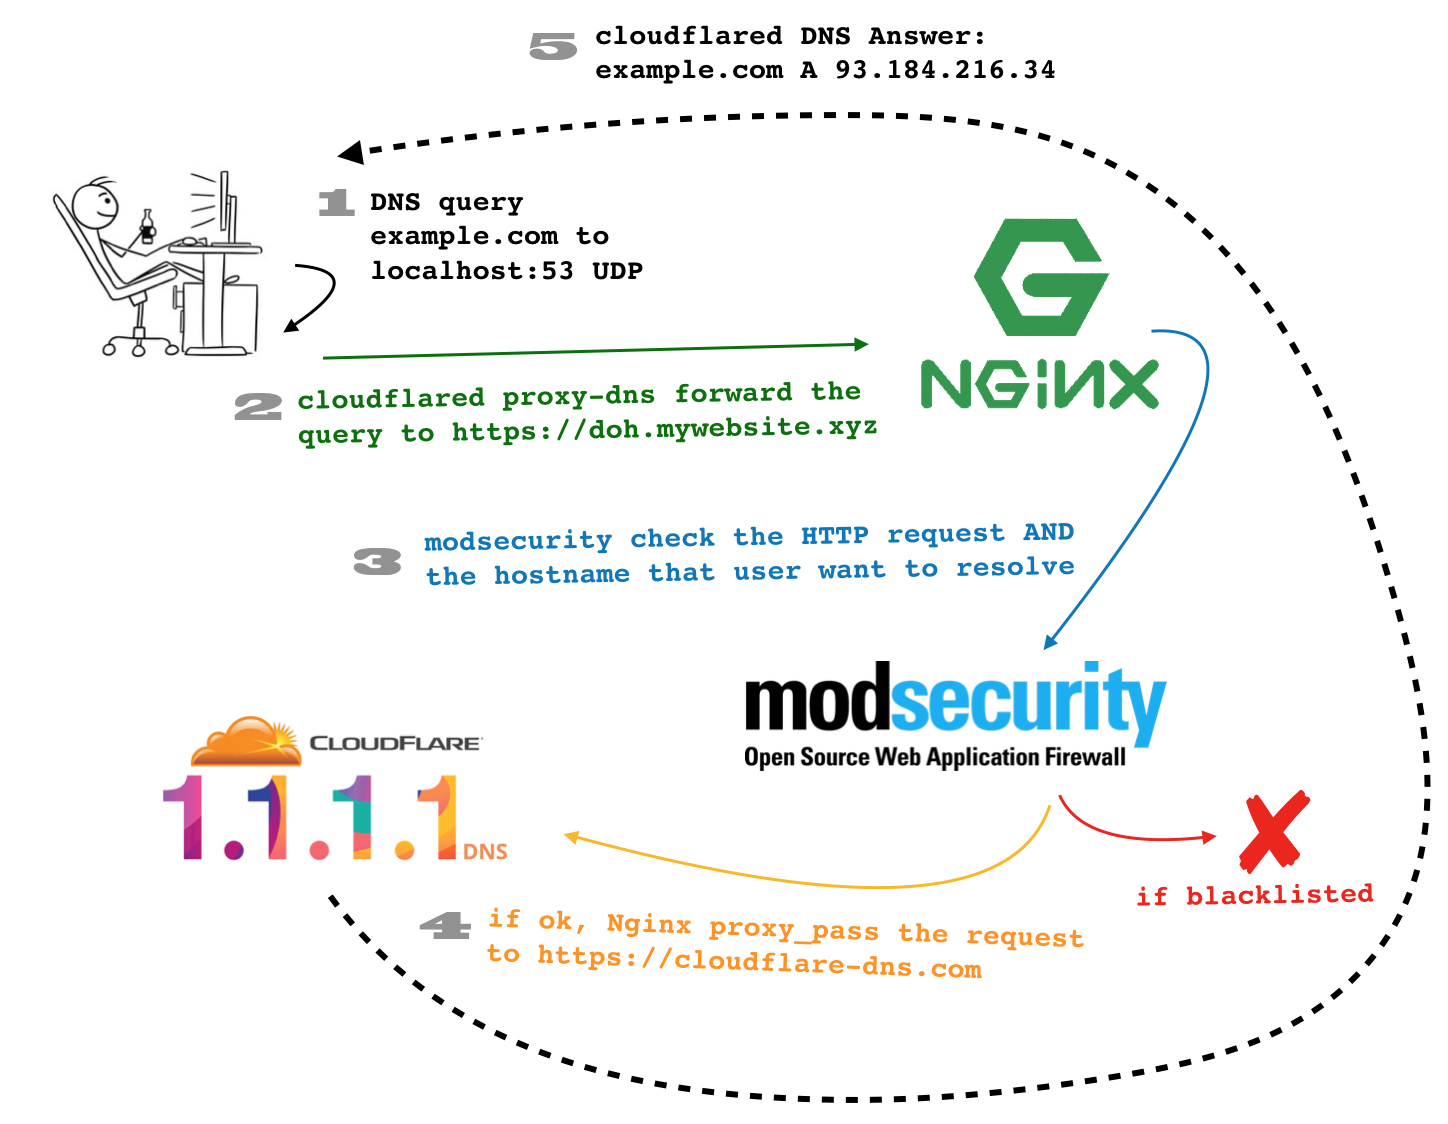 5 cloudflared DNS Answer:
example.com A 93.184.216.34
1 DNS query
example.com to
localhost:53 UDP
NGiNX
2 cloudflared proxy-dns forward the
query to https://doh.mywebsite.xyz
3 modsecurity check the HTTP request AND
the hostname that user want to resolve
modsecurity
Open Source Web Application Firewall
CLOUDFLARE
1.1.1.1 DNS
if blacklisted
4 if ok, Nginx proxy_pass the request
to https://cloudflare-dns.com